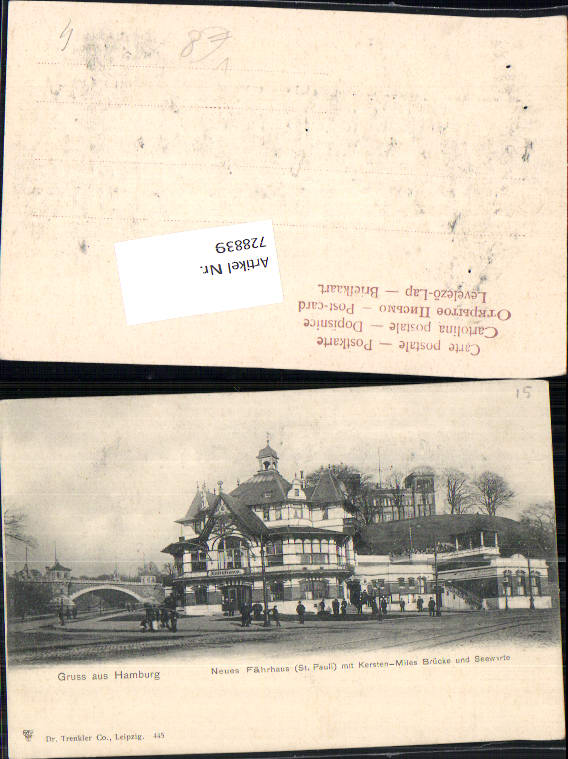 87
Artikel Nr.
728839
Carte postale — Postkarte
Cartolina postale — Dopisnice
Открытое Письмо — Post-card
Levelező-Lap — Briefkaart
15
Gruss aus Hamburg
Neues Fährhaus (St. Pauli) mit Kersten-Miles Brücke und Seewarte
Dr. Trenkler Co., Leipzig. 445